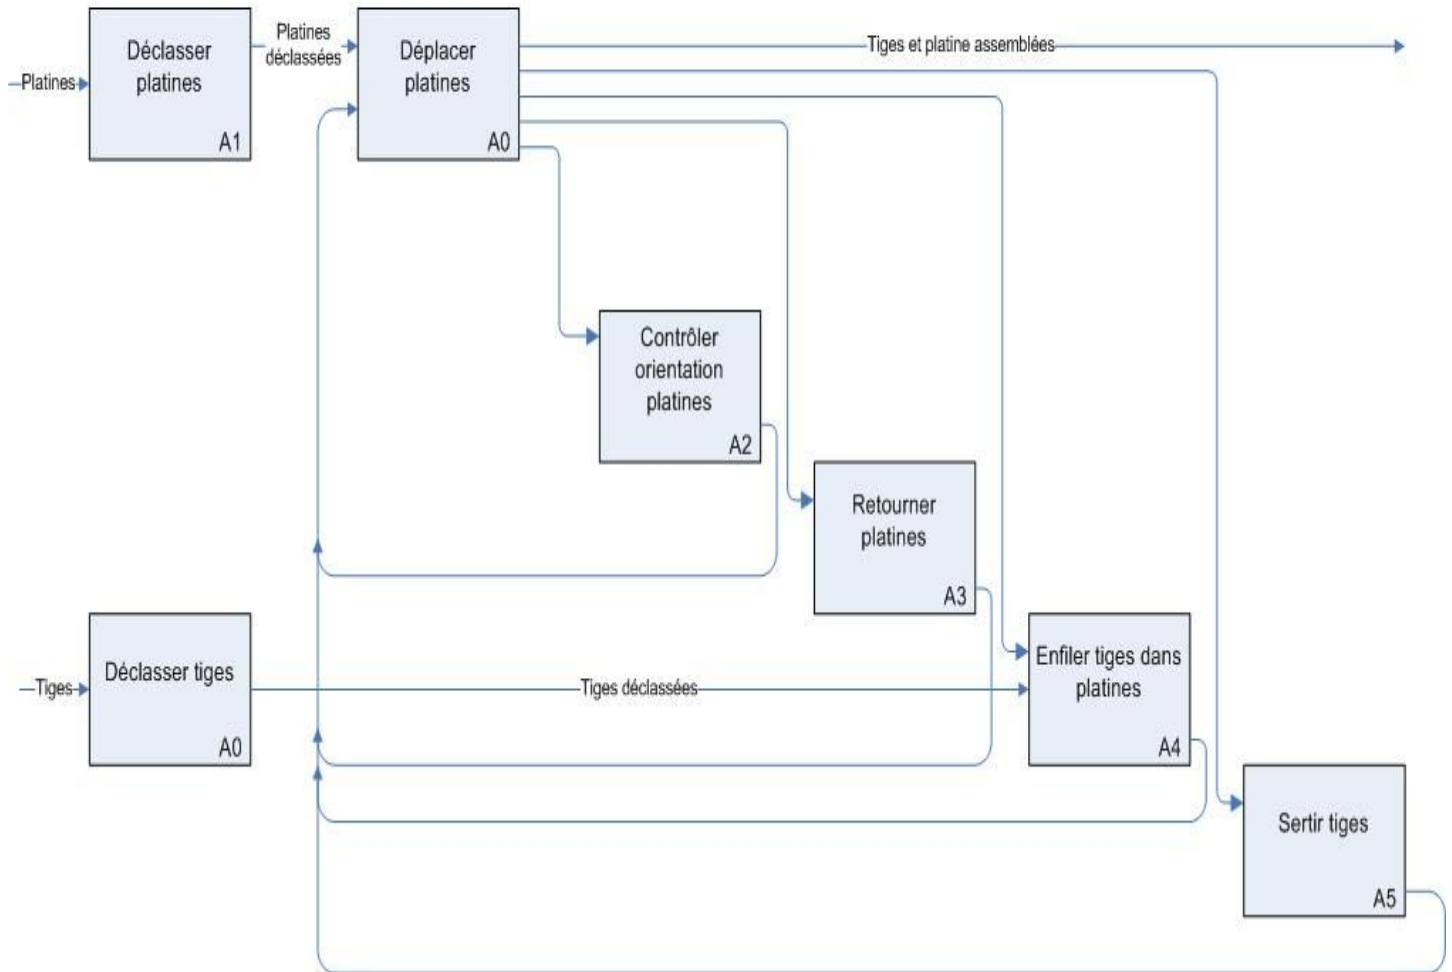 Platines
Déclasser
platines
A1
Platines
déclassées
Déplacer
platines
A0
Tiges et platine assemblées
Contrôler
orientation
platines
A2
Retourner
platines
A3
Tiges
Déclasser tiges
A0
Tiges déclassées
Enfiler tiges dans
platines
A4
Sertir tiges
A5